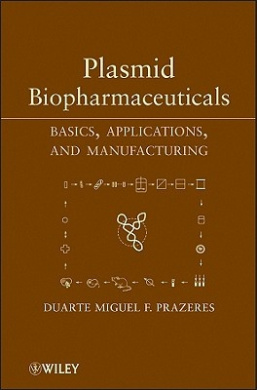 Plasmid
Biopharmaceuticals
BASICS, APPLICATIONS,
AND MANUFACTURING
DUARTE MIGUEL F. PRAZERES
WILEY